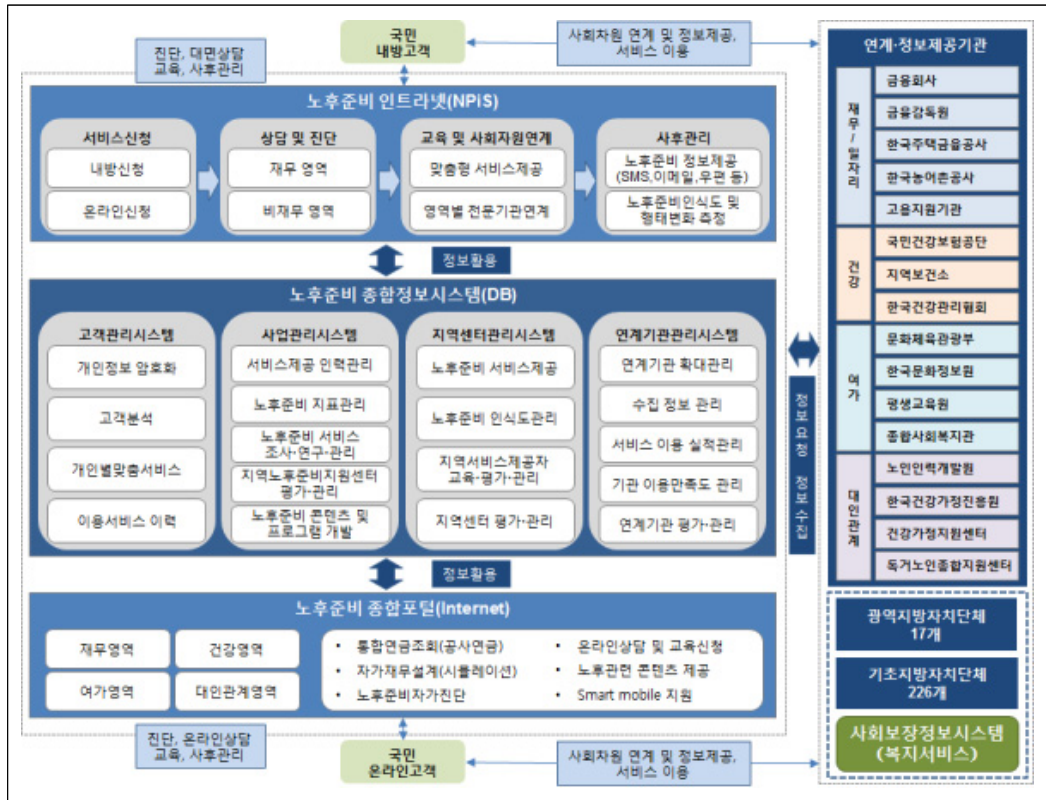 국민
내방고객
진단, 대면상담
교육, 사후관리
사회차원 연계 및 정보제공,
서비스 이용
노후준비 인트라넷(NPiS)
서비스신청
내방신청
온라인신청
상담 및 진단
재무 영역
비재무 영역
교육 및 사회자원연계
맞춤형 서비스제공
영역별 전문기관연계
사후관리
노후준비 정보제공
(SMS,이메일,우편 등)
노후준비인식도 및
행태변화 측정
정보활용
노후준비 종합정보시스템(DB)
고객관리시스템
개인정보 암호화
고객분석
개인별맞춤서비스
이용서비스 이력
사업관리시스템
서비스제공 인력관리
노후준비 지표관리
노후준비 서비스
조사·연구·관리
지역노후준비지원센터
평가·관리
노후준비 콘텐츠 및
프로그램 개발
지역센터관리시스템
노후준비 서비스제공
노후준비 인식도관리
지역서비스제공자
교육·평가·관리
지역센터 평가·관리
연계기관관리시스템
연계기관 확대관리
수집 정보 관리
서비스 이용 실적관리
기관 이용만족도 관리
연계기관 평가·관리
정보활용
노후준비 종합포털(Internet)
재무영역
건강영역
여가영역
대인관계영역
• 통합연금조회(공사연금)
• 자가재무설계(시뮬레이션)
• 노후준비자가진단
• 온라인상담 및 교육신청
• 노후관련 콘텐츠 제공
• Smart mobile 지원
진단, 온라인상담
교육, 사후관리
국민
온라인고객
사회차원 연계 및 정보제공,
서비스 이용
정보요청 정보수집
연계·정보제공기관
재무/일자리
금융회사
금융감독원
한국주택금융공사
한국농어촌공사
고용지원기관
건강
국민건강보험공단
지역보건소
한국건강관리협회
여가
문화체육관광부
한국문화정보원
평생교육원
종합사회복지관
대인관계
노인인력개발원
한국건강가정진흥원
건강가정지원센터
독거노인종합지원센터
광역지방자치단체
17개
기초지방자치단체
226개
사회보장정보시스템
(복지서비스)